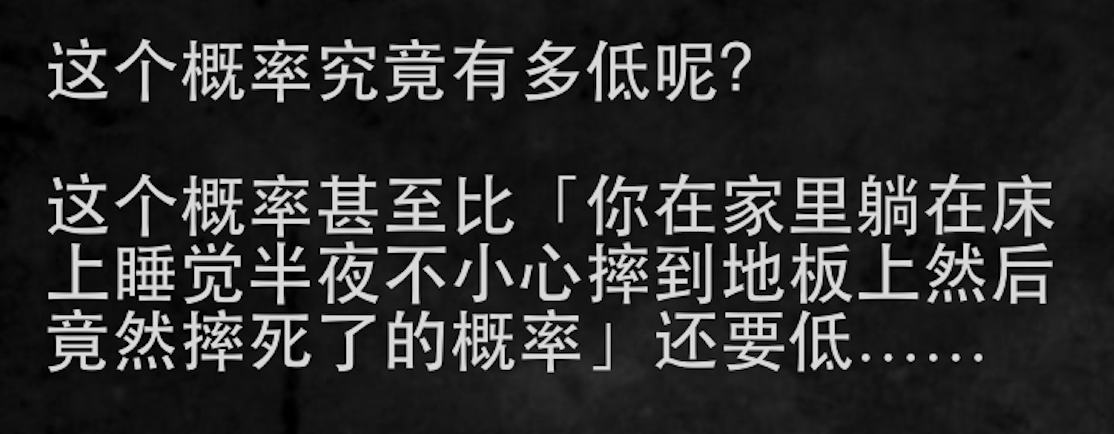 这个概率究竟有多低呢？
这个概率甚至比「你在家里躺在床
上睡觉半夜不小心摔到地板上然后
竟然摔死了的概率」还要低……